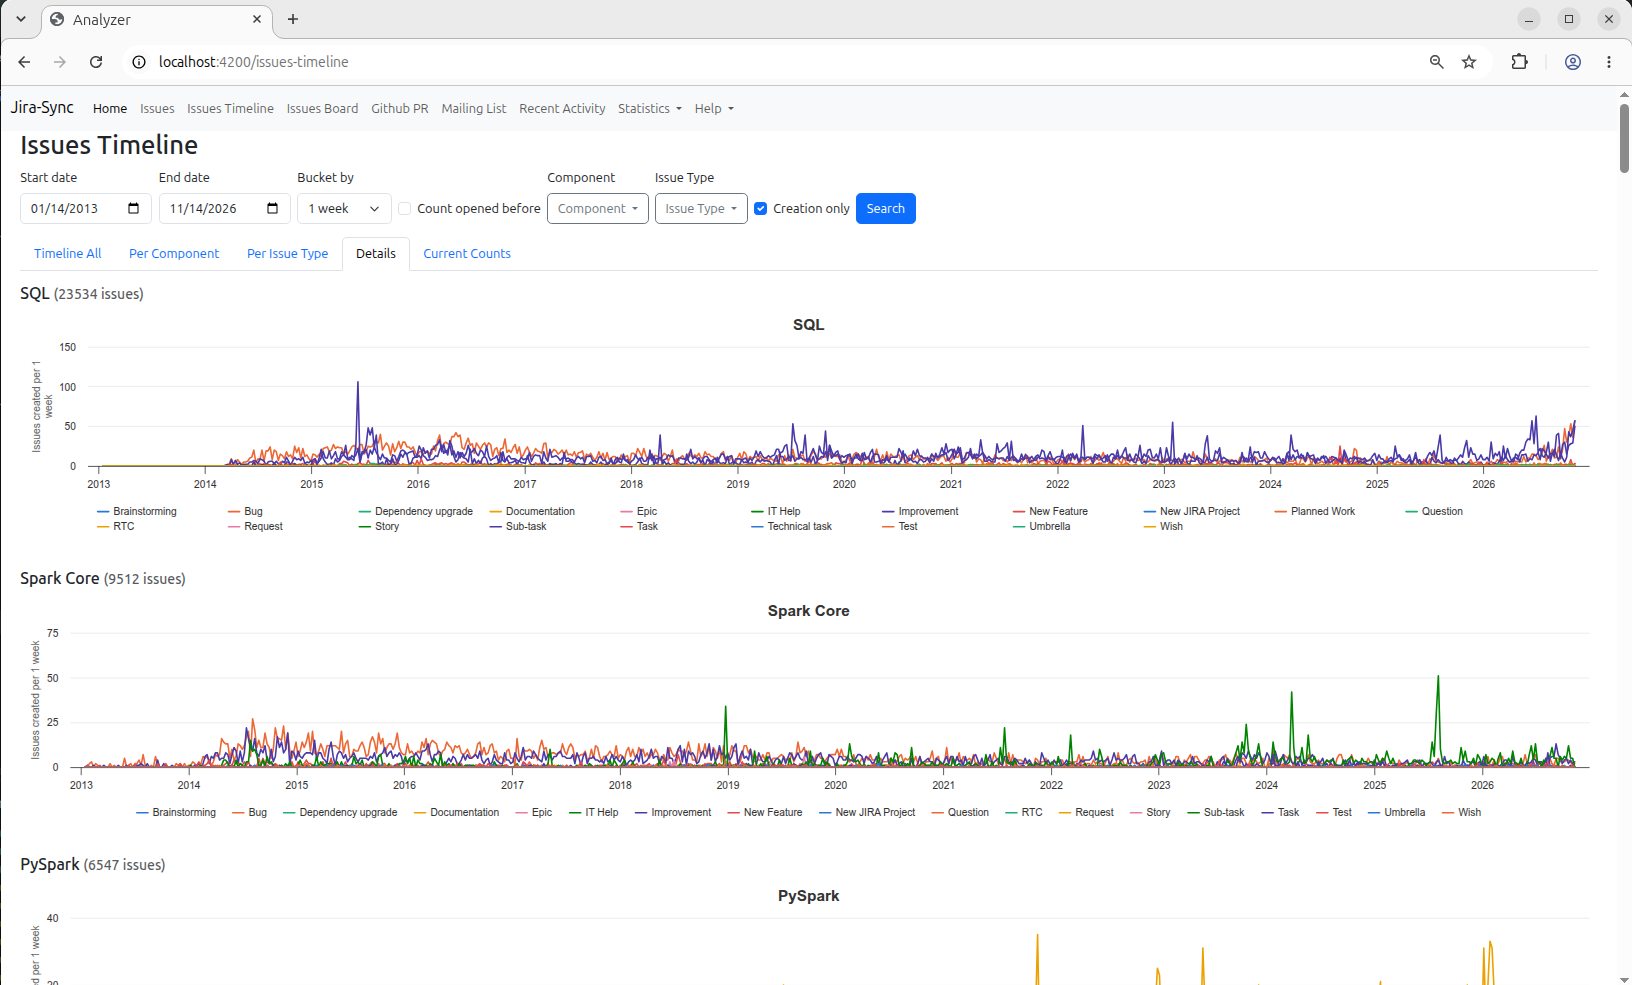 Analyzer
localhost:4200/issues-timeline
Jira-Sync Home Issues Issues Timeline Issues Board Github PR Mailing List Recent Activity Statistics Help
Issues Timeline
Start date End date Bucket by Component Issue Type
01/14/2013 11/14/2026 1 week Count opened before Component Issue Type Creation only Search
Timeline All Per Component Per Issue Type Details Current Counts
SQL (23534 issues)
SQL
Issues created per 1
week
150
100
50
0
2013 2014 2015 2016 2017 2018 2019 2020 2021 2022 2023 2024 2025 2026
Brainstorming Bug Dependency upgrade Documentation Epic IT Help Improvement New Feature New JIRA Project Planned Work Question
RTC Request Story Sub-task Task Technical task Test Umbrella Wish
Spark Core (9512 issues)
Spark Core
Issues created per 1 week
75
50
25
0
2013 2014 2015 2016 2017 2018 2019 2020 2021 2022 2023 2024 2025 2026
Brainstorming Bug Dependency upgrade Documentation Epic IT Help Improvement New Feature New JIRA Project Question RTC Request Story Sub-task Task Test Umbrella Wish
PySpark (6547 issues)
PySpark
40
per 1 week